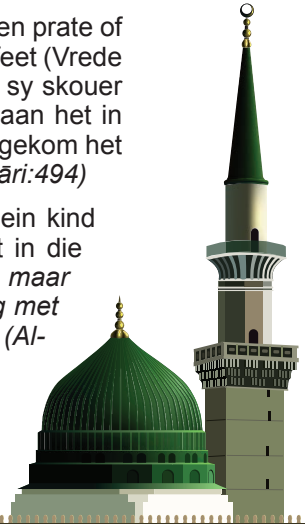 en prate of
eet (Vrede
sy skouer
aan het in
gekom het
āri:494)
ein kind
in die
maar
met
(Al-